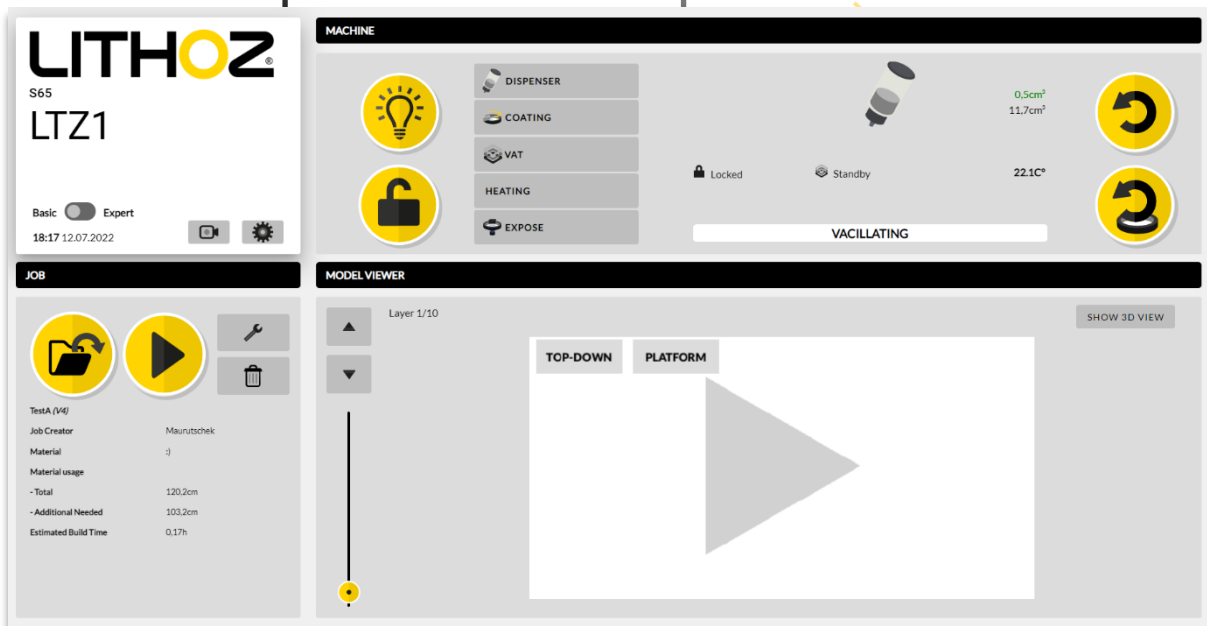 LITHOZ®
S65
LTZ1
Basic Expert
18:17 12.07.2022
MACHINE
DISPENSER
COATING
VAT
HEATING
EXPOSE
0,5cm³
11,7cm³
Locked
Standby
22.1C°
VACILLATING
JOB
TestA (V4)
Job Creator Maurutschek
Material :)
Material usage
- Total 120,2cm
- Additional Needed 103,2cm
Estimated Build Time 0,17h
MODEL VIEWER
Layer 1/10
SHOW 3D VIEW
TOP-DOWN PLATFORM